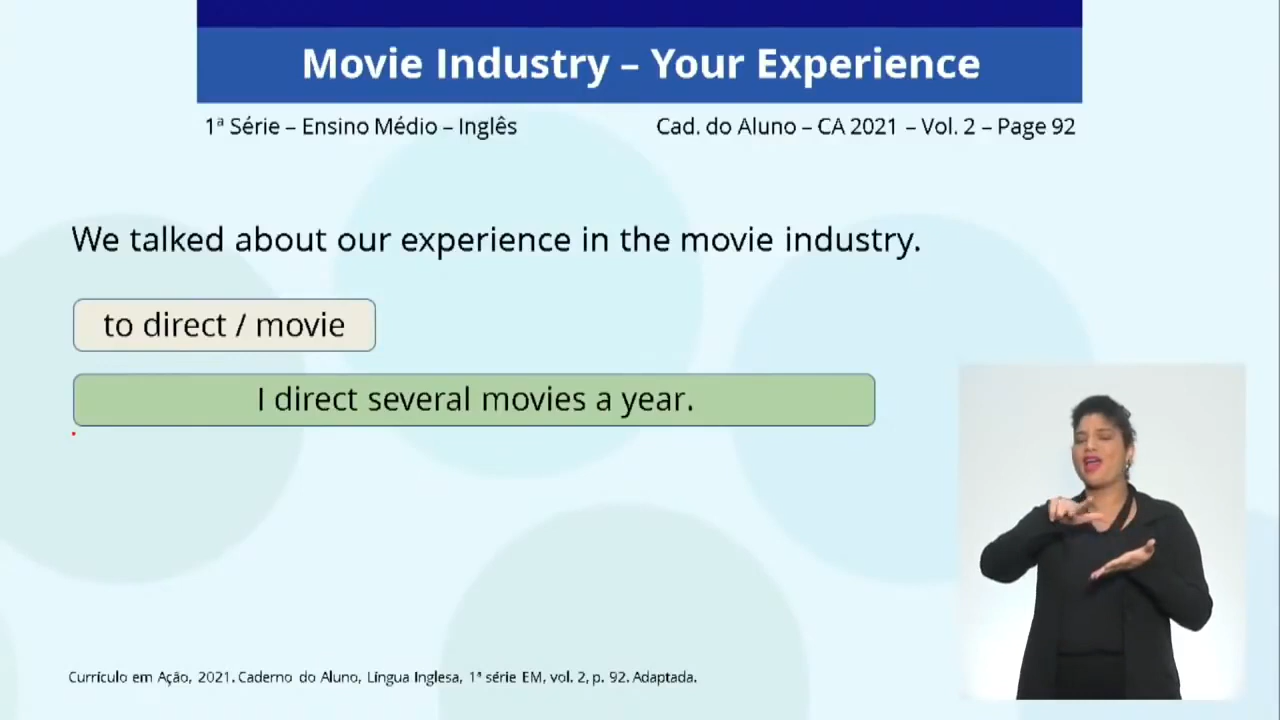 Movie Industry – Your Experience
1ª Série – Ensino Médio – Inglês
Cad. do Aluno – CA 2021 – Vol. 2 – Page 92
We talked about our experience in the movie industry.
to direct / movie
I direct several movies a year.
Currículo em Ação, 2021. Caderno do Aluno, Língua Inglesa, 1ª série EM, vol. 2, p. 92. Adaptada.